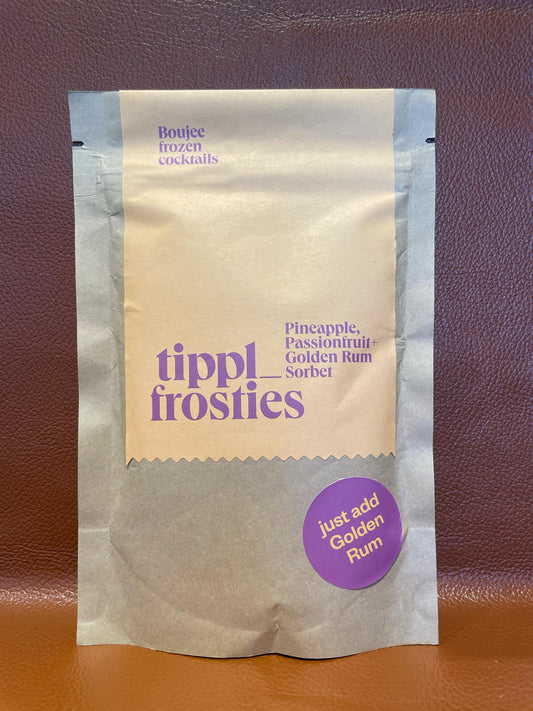 Boujee
frozen
cocktails
Pineapple,
Passionfruit+
Golden Rum
Sorbet
tippl_
frosties
just add
Golden
Rum